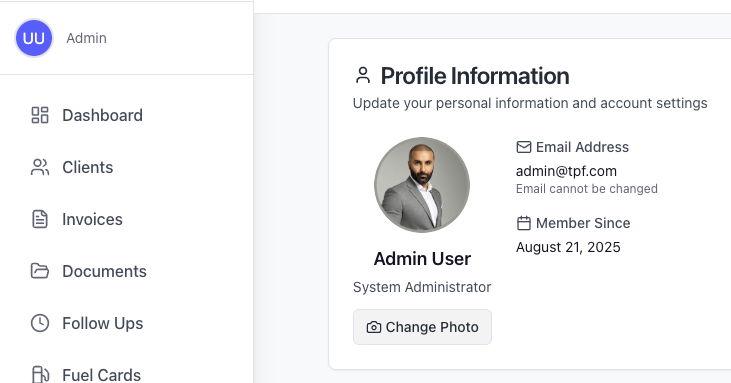 UU Admin
Dashboard
Clients
Invoices
Documents
Follow Ups
Fuel Cards
Profile Information
Update your personal information and account settings
Admin User
System Administrator
Change Photo
Email Address
admin@tpf.com
Email cannot be changed
Member Since
August 21, 2025